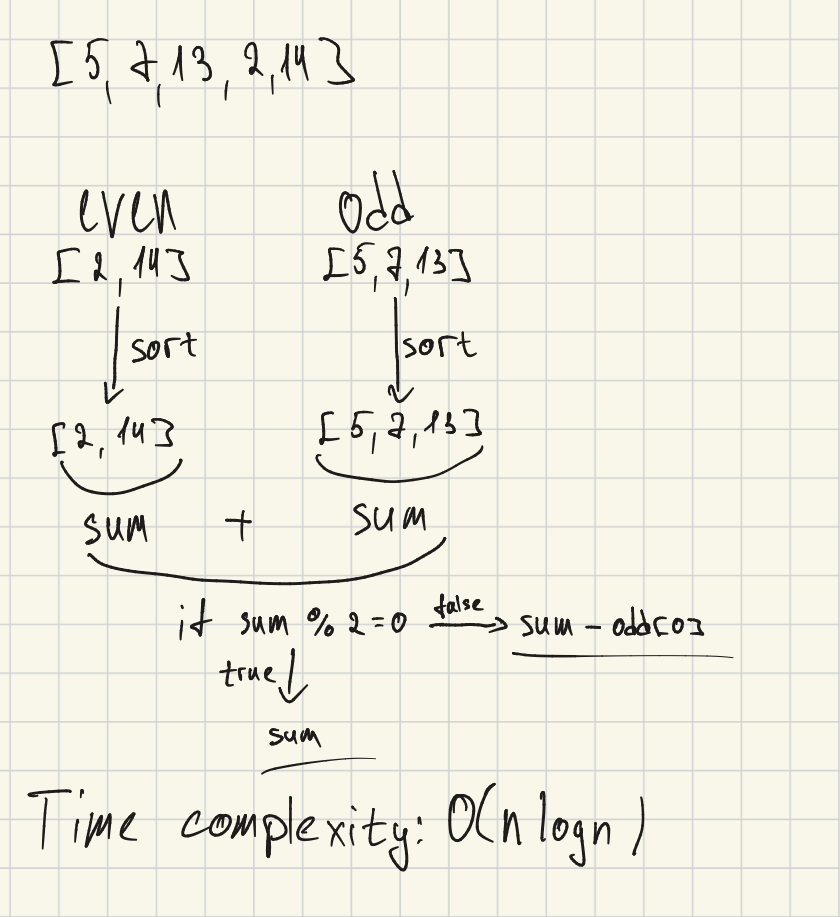 [5, 7, 13, 2, 14]
even odd
[2, 14] [5, 7, 13]
sort sort
[2, 14] [5, 7, 13]
sum + sum
if sum % 2 = 0 false sum - odd[0]
true
sum
Time complexity: O(n logn)